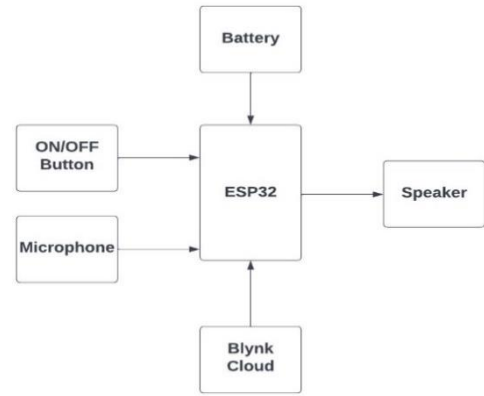 Battery
ON/OFF
Button
ESP32
Speaker
Microphone
Blynk
Cloud